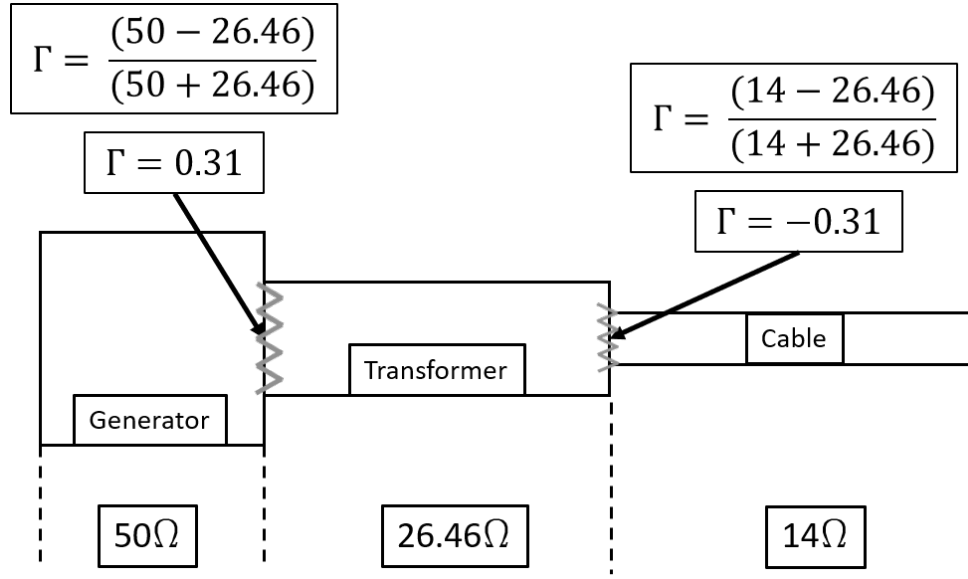 Γ = (50 − 26.46) / (50 + 26.46)
Γ = 0.31
Γ = (14 − 26.46) / (14 + 26.46)
Γ = −0.31
Generator
Transformer
Cable
50Ω
26.46Ω
14Ω